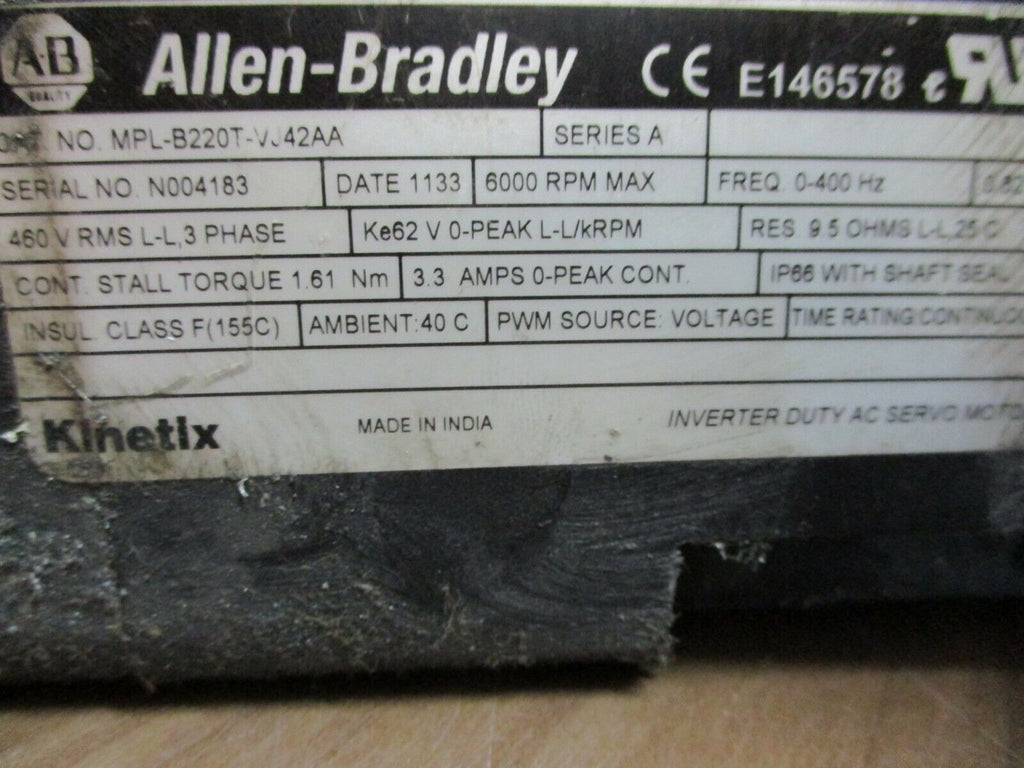 A-B QUALITY Allen-Bradley CE E146578 c
NO. MPL-B220T-VJ42AA SERIES A
SERIAL NO. N004183 DATE 1133 6000 RPM MAX FREQ. 0-400 Hz
460 V RMS L-L,3 PHASE Ke62 V 0-PEAK L-L/kRPM RES 9.5 OHMS L-L,25 C
CONT. STALL TORQUE 1.61 Nm 3.3 AMPS 0-PEAK CONT. IP66 WITH SHAFT SEAL
INSUL. CLASS F(155C) AMBIENT:40 C PWM SOURCE: VOLTAGE TIME RATING:CONTINUO
Kinetix MADE IN INDIA INVERTER DUTY AC SERVO MOTO